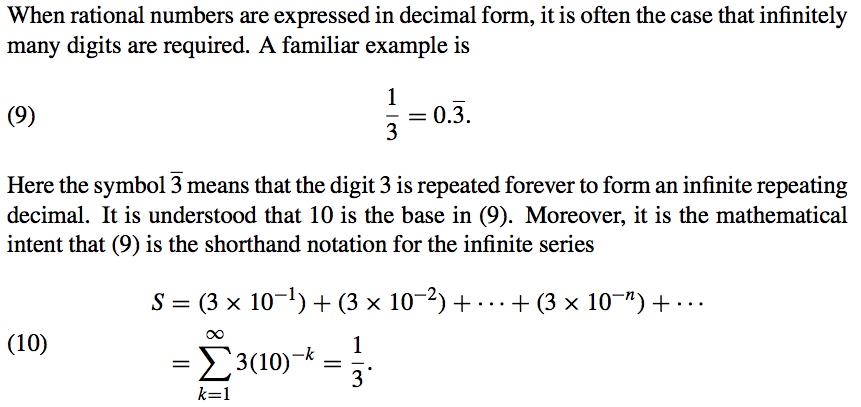 When rational numbers are expressed in decimal form, it is often the case that infinitely
many digits are required. A familiar example is
(9) 1/3 = 0.3̅.
Here the symbol 3̅ means that the digit 3 is repeated forever to form an infinite repeating
decimal. It is understood that 10 is the base in (9). Moreover, it is the mathematical
intent that (9) is the shorthand notation for the infinite series
S = (3 × 10⁻¹) + (3 × 10⁻²) + ⋯ + (3 × 10⁻ⁿ) + ⋯
(10) = ∑_{k=1}^{∞} 3(10)^{−k} = 1/3.